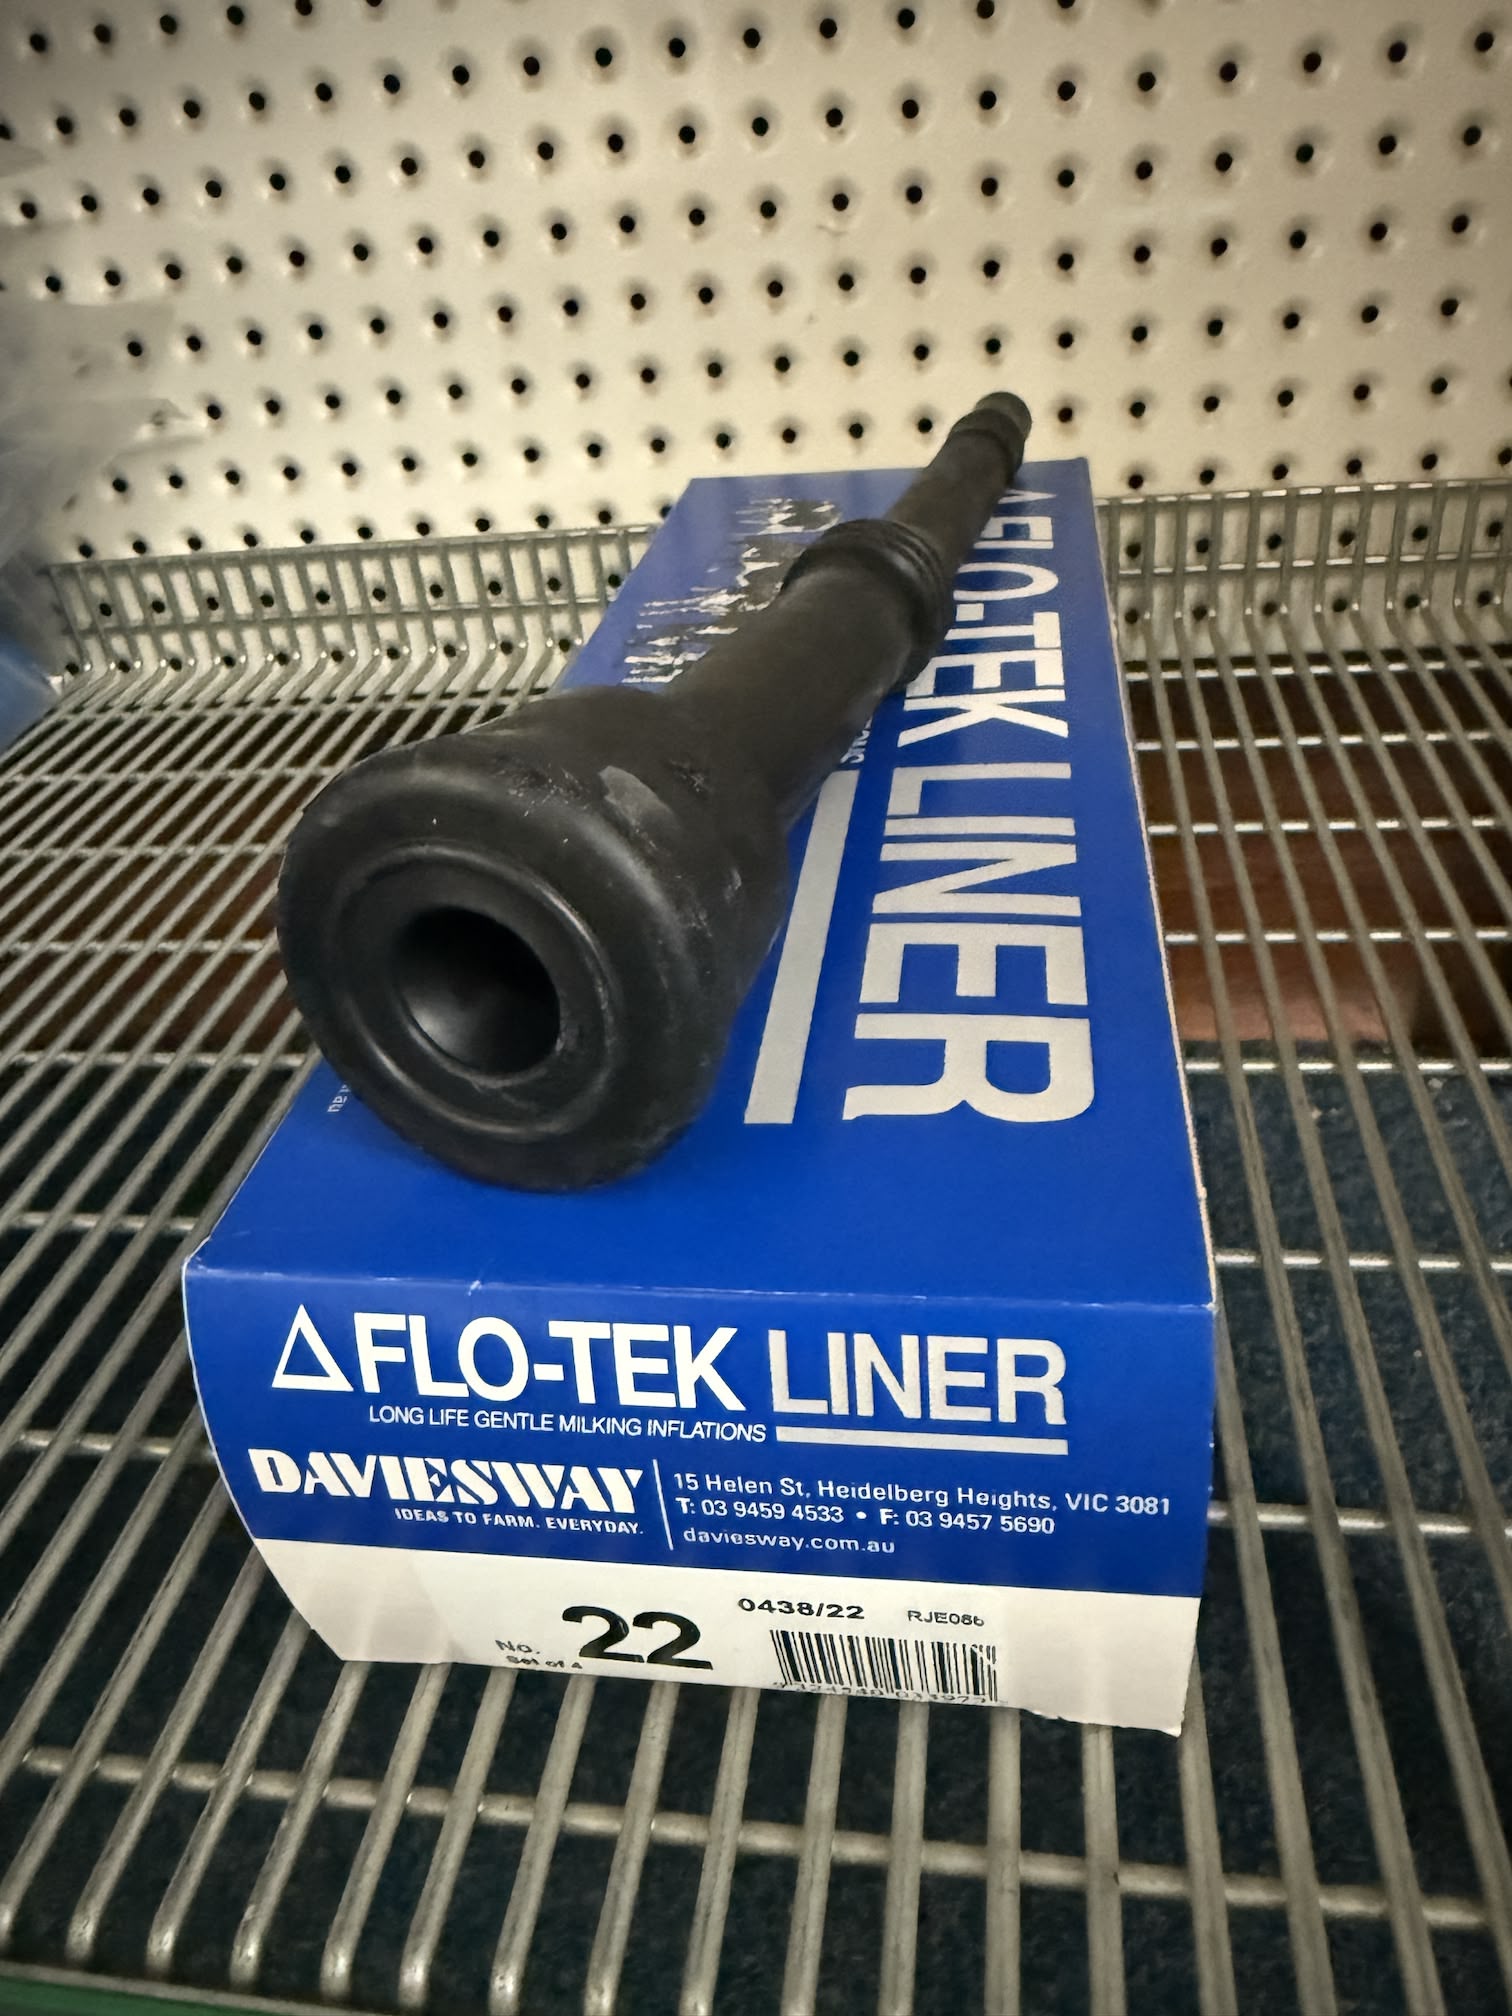 FLO-TEK LINER
FLO-TEK LINER
LONG LIFE GENTLE MILKING INFLATIONS
DAVIESWAY
IDEAS TO FARM. EVERYDAY.
15 Helen St, Heidelberg Heights, VIC 3081
T: 03 9459 4533 • F: 03 9457 5690
daviesway.com.au
No. 22
Set of 4
0438/22